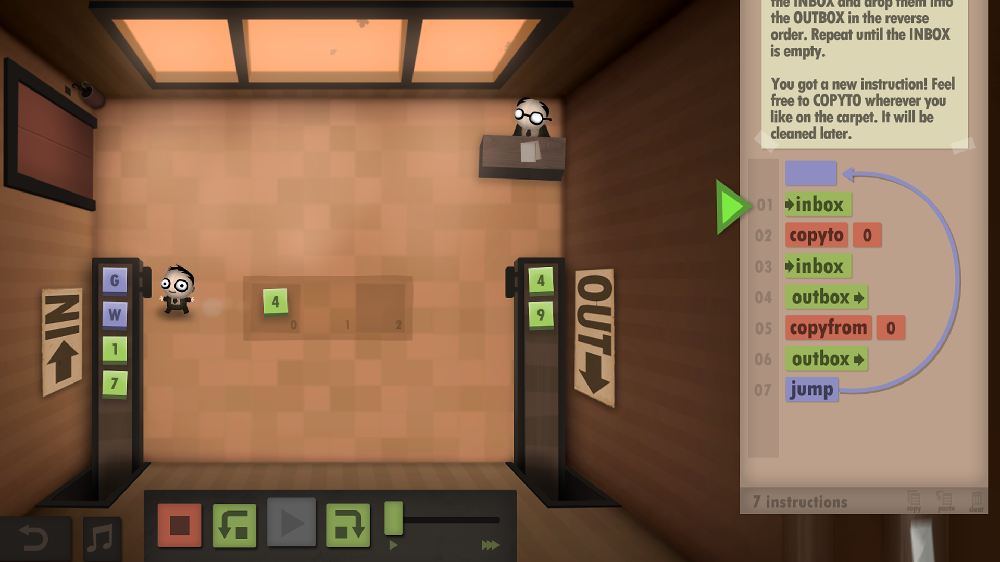 the INBOX and drop them into
the OUTBOX in the reverse
order. Repeat until the INBOX
is empty.
You got a new instruction! Feel
free to COPYTO wherever you
like on the carpet. It will be
cleaned later.
01 inbox
02 copyto 0
03 inbox
04 outbox
05 copyfrom 0
06 outbox
07 jump
7 instructions
copy paste clear
IN
G
W
1
7
4
0 1 2
4
9
OUT